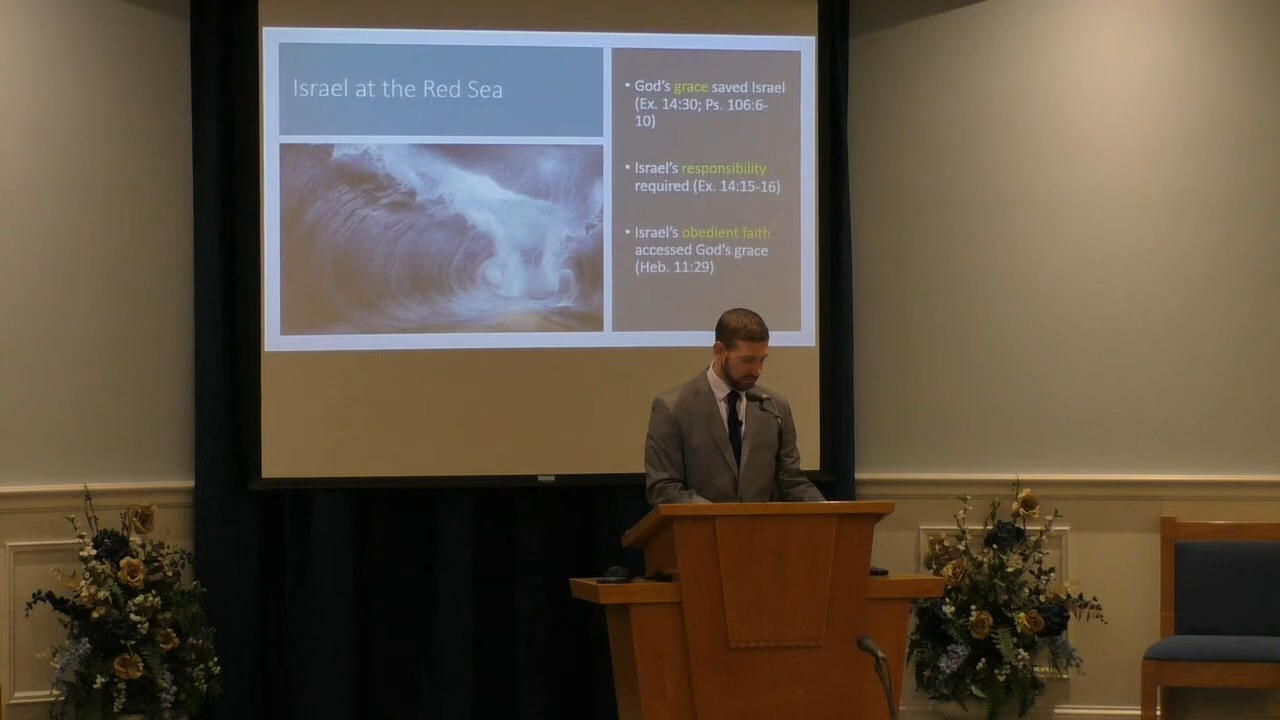 Israel at the Red Sea
• God's grace saved Israel
(Ex. 14:30; Ps. 106:6-
10)
• Israel's responsibility
required (Ex. 14:15-16)
• Israel's obedient faith
accessed God's grace
(Heb. 11:29)